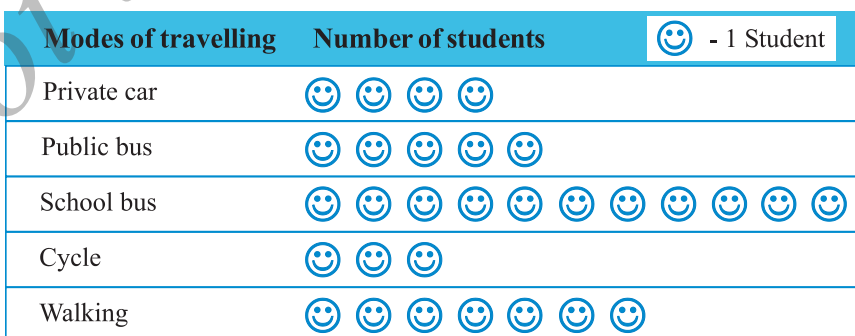 Modes of travelling Number of students - 1 Student
Private car
Public bus
School bus
Cycle
Walking